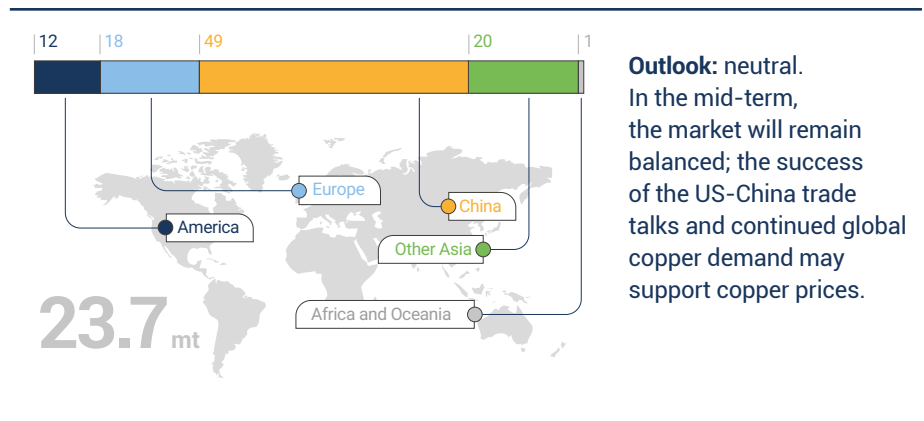 12 18 49 20 1
Europe
China
America
Other Asia
Africa and Oceania
23.7 mt
Outlook: neutral.
In the mid-term,
the market will remain
balanced; the success
of the US-China trade
talks and continued global
copper demand may
support copper prices.